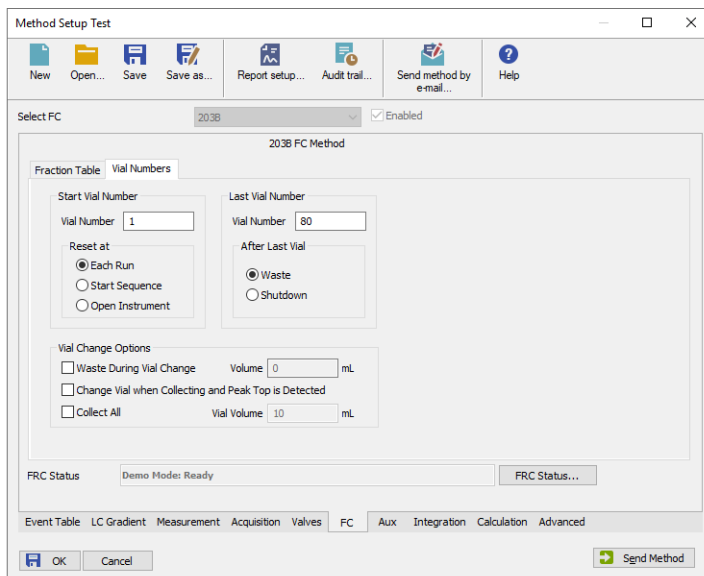 Method Setup Test
New Open... Save Save as... Report setup... Audit trail... Send method by e-mail... Help
Select FC 203B Enabled
203B FC Method
Fraction Table Vial Numbers
Start Vial Number Last Vial Number
Vial Number 1 Vial Number 80
Reset at After Last Vial
Each Run
Waste
Start Sequence
Shutdown
Open Instrument
Vial Change Options
Waste During Vial Change Volume 0 mL
Change Vial when Collecting and Peak Top is Detected
Collect All Vial Volume 10 mL
FRC Status Demo Mode: Ready FRC Status...
Event Table LC Gradient Measurement Acquisition Valves FC Aux Integration Calculation Advanced
OK Cancel Send Method